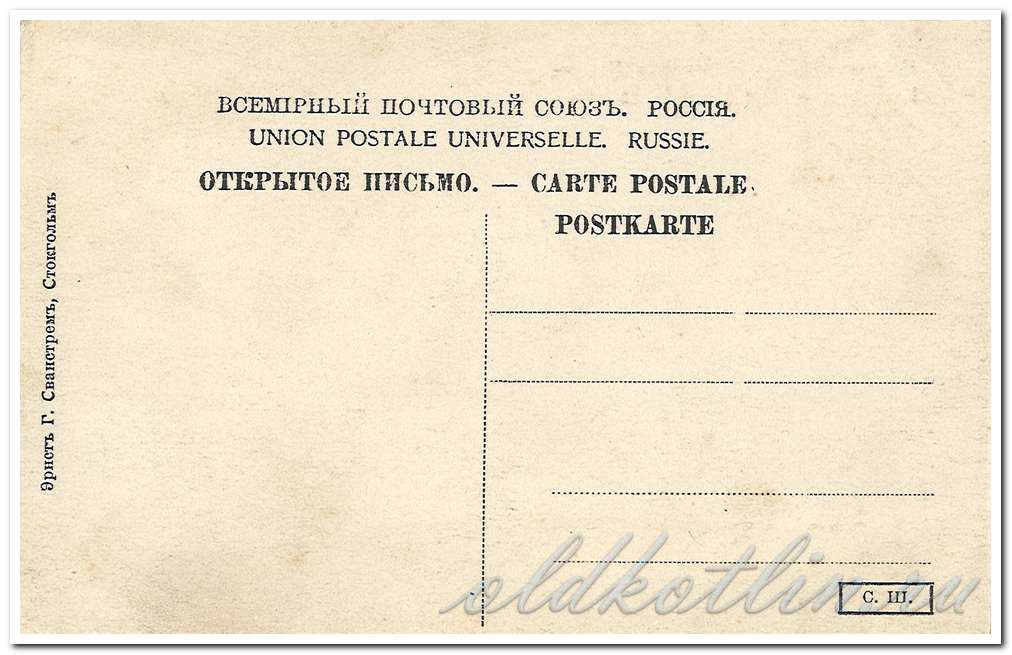 ВСЕМІРНЫЙ ПОЧТОВЫЙ СОЮЗЪ. РОССІЯ.
UNION POSTALE UNIVERSELLE. RUSSIE.
ОТКРЫТОЕ ПИСЬМО. — CARTE POSTALE.
POSTKARTE
Эрнстъ Г. Сванстремъ, Стокгольмъ
oldkotlin.ru
С. Ш.